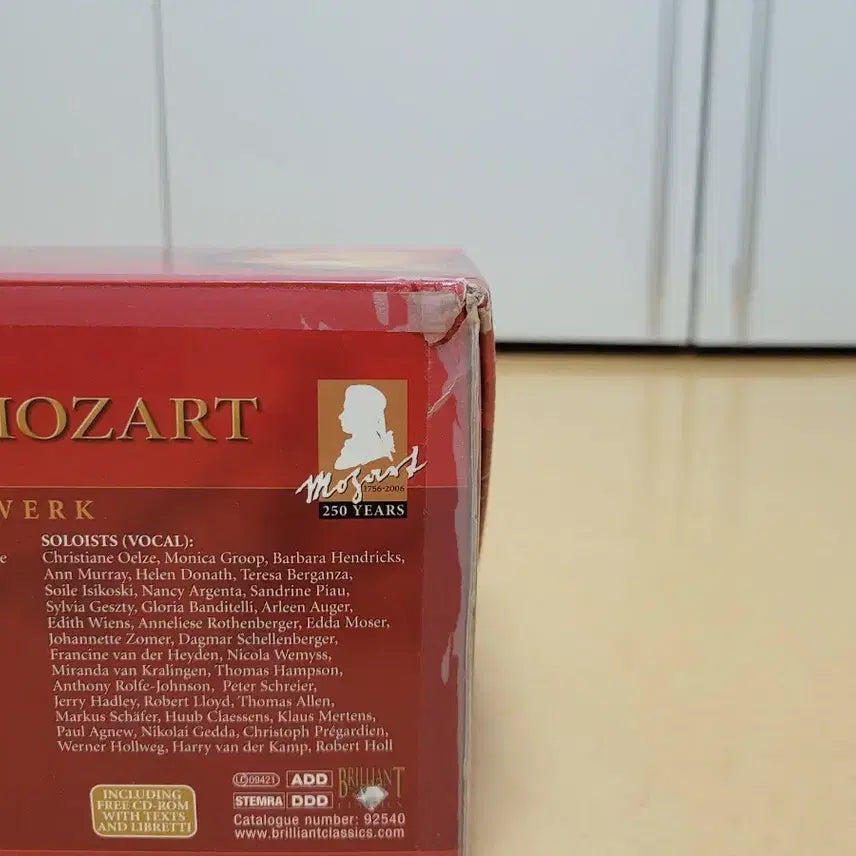 MOZART
Mozart
1756-2006
250 YEARS
WERK
e
SOLOISTS (VOCAL):
Christiane Oelze, Monica Groop, Barbara Hendricks,
Ann Murray, Helen Donath, Teresa Berganza,
Soile Isikoski, Nancy Argenta, Sandrine Piau,
Sylvia Geszty, Gloria Banditelli, Arleen Auger,
Edith Wiens, Anneliese Rothenberger, Edda Moser,
Johannette Zomer, Dagmar Schellenberger,
Francine van der Heyden, Nicola Wemyss,
Miranda van Kralingen, Thomas Hampson,
Anthony Rolfe-Johnson, Peter Schreier,
Jerry Hadley, Robert Lloyd, Thomas Allen,
Markus Schäfer, Huub Claessens, Klaus Mertens,
Paul Agnew, Nikolai Gedda, Christoph Prégardien,
Werner Hollweg, Harry van der Kamp, Robert Holl
INCLUDING
FREE CD-ROM
WITH TEXTS
AND LIBRETTI
LC 09421 ADD
STEMRA DDD
BRILLIANT
CLASSICS
Catalogue number: 92540
www.brilliantclassics.com